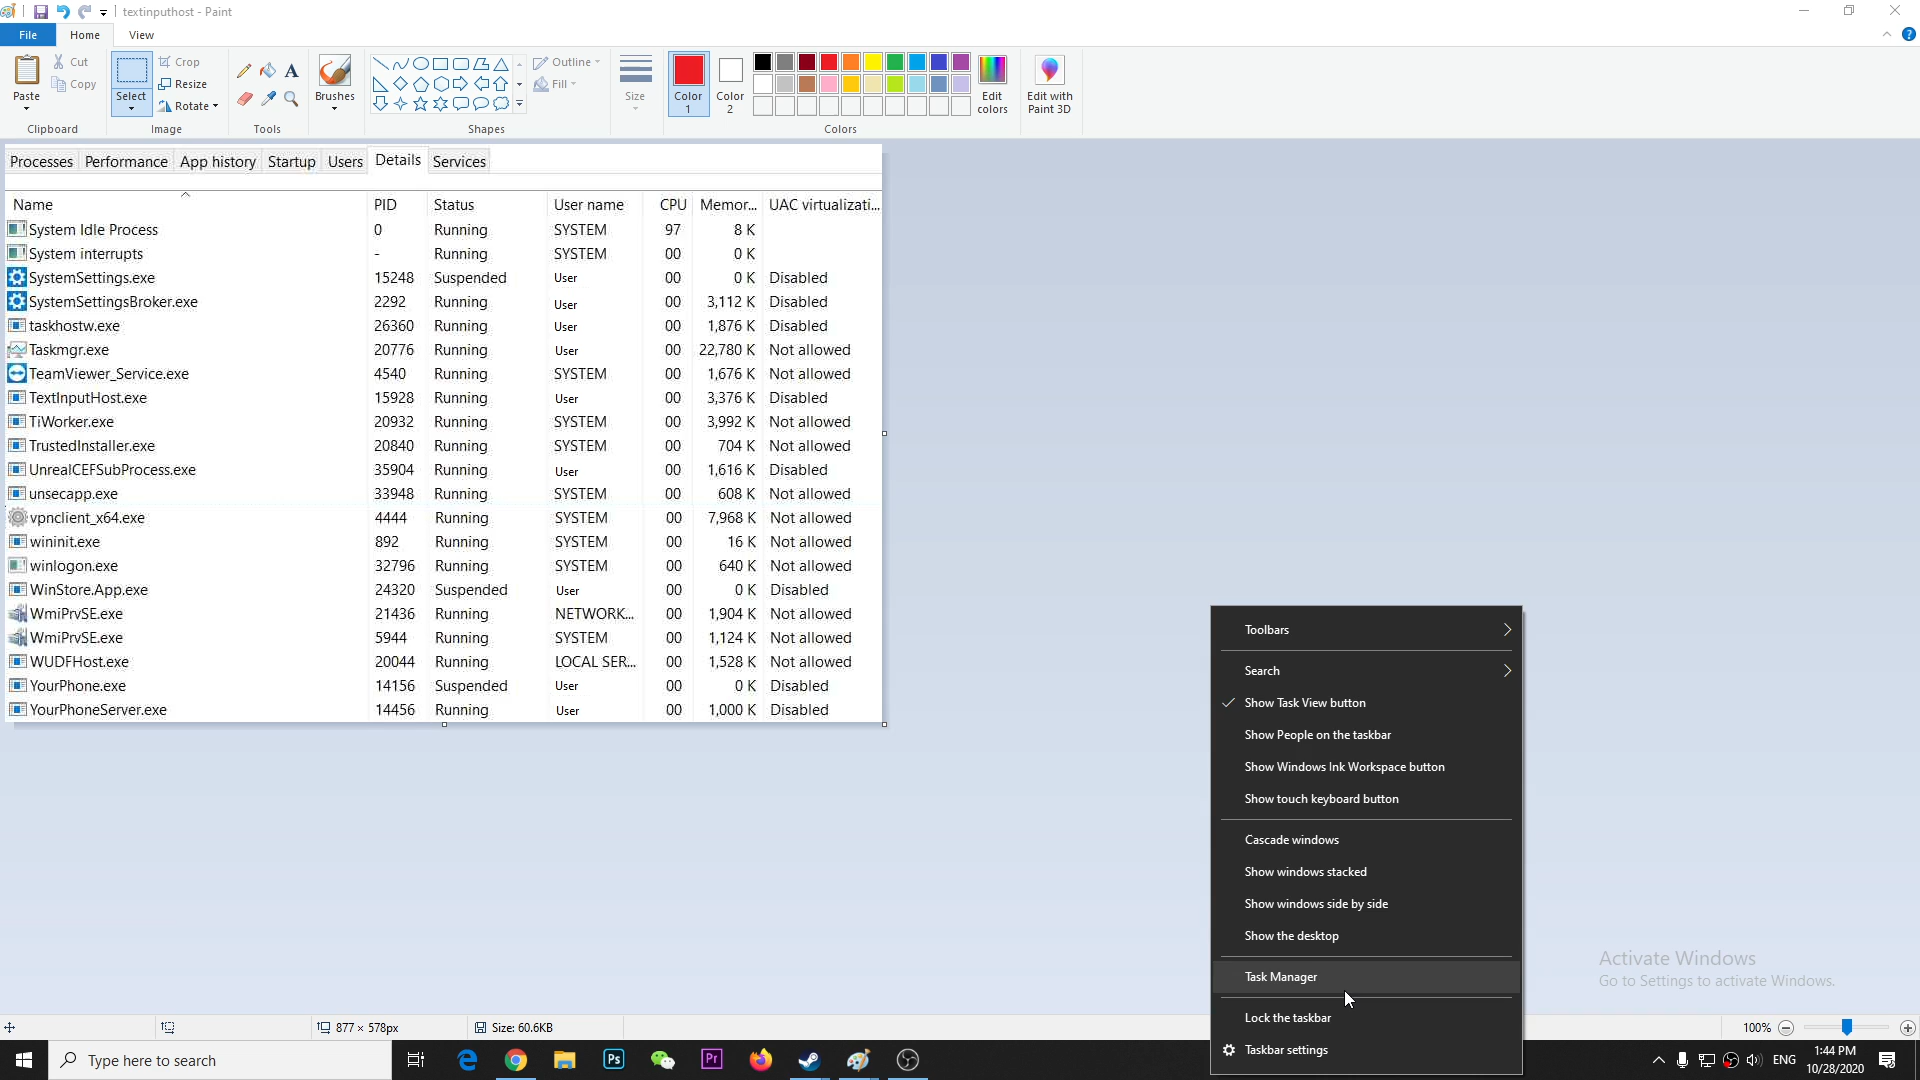 textinputhost - Paint
File Home View
Paste
Cut
Copy
Clipboard
Select
Crop
Resize
Rotate
Image
Tools
Brushes
Shapes
Outline
Fill
Size
Color 1
Color 2
Edit colors
Colors
Edit with Paint 3D
Processes Performance App history Startup Users Details Services
Name PID Status User name CPU Memor... UAC virtualizati...
System Idle Process 0 Running SYSTEM 97 8 K
System interrupts - Running SYSTEM 00 0 K
SystemSettings.exe 15248 Suspended User 00 0 K Disabled
SystemSettingsBroker.exe 2292 Running User 00 3,112 K Disabled
taskhostw.exe 26360 Running User 00 1,876 K Disabled
Taskmgr.exe 20776 Running User 00 22,780 K Not allowed
TeamViewer_Service.exe 4540 Running SYSTEM 00 1,676 K Not allowed
TextInputHost.exe 15928 Running User 00 3,376 K Disabled
TiWorker.exe 20932 Running SYSTEM 00 3,992 K Not allowed
TrustedInstaller.exe 20840 Running SYSTEM 00 704 K Not allowed
UnrealCEFSubProcess.exe 35904 Running User 00 1,616 K Disabled
unsecapp.exe 33948 Running SYSTEM 00 608 K Not allowed
vpnclient_x64.exe 4444 Running SYSTEM 00 7,968 K Not allowed
wininit.exe 892 Running SYSTEM 00 16 K Not allowed
winlogon.exe 32796 Running SYSTEM 00 640 K Not allowed
WinStore.App.exe 24320 Suspended User 00 0 K Disabled
WmiPrvSE.exe 21436 Running NETWORK... 00 1,904 K Not allowed
WmiPrvSE.exe 5944 Running SYSTEM 00 1,124 K Not allowed
WUDFHost.exe 20044 Running LOCAL SER... 00 1,528 K Not allowed
YourPhone.exe 14156 Suspended User 00 0 K Disabled
YourPhoneServer.exe 14456 Running User 00 1,000 K Disabled
Toolbars
Search
Show Task View button
Show People on the taskbar
Show Windows Ink Workspace button
Show touch keyboard button
Cascade windows
Show windows stacked
Show windows side by side
Show the desktop
Task Manager
Lock the taskbar
Taskbar settings
Activate Windows
Go to Settings to activate Windows.
877 × 578px
Size: 60.6KB
100%
Type here to search
Ps
Pr
ENG
1:44 PM
10/28/2020